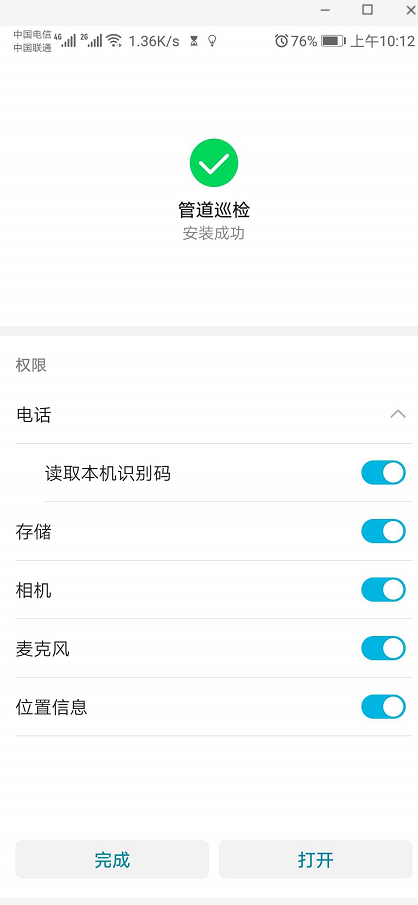 中国电信 4G 2G 1.36K/s 76% 上午10:12
中国联通
管道巡检
安装成功
权限
电话
读取本机识别码
存储
相机
麦克风
位置信息
完成 打开